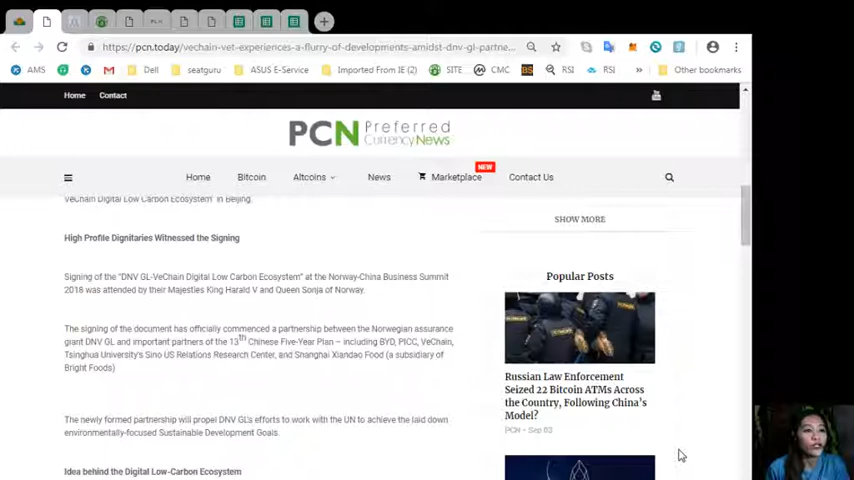 https://pcn.today/vechain-vet-experiences-a-flurry-of-developments-amidst-dnv-gl-partne...
AMS
Dell
seatguru
ASUS E-Service
Imported From IE (2)
SITE
CMC
BS
RSI
RSI
»
Other bookmarks
Home
Contact
PCN Preferred
Currency News
Home
Bitcoin
Altcoins
News
NEW
Marketplace
Contact Us
VeChain Digital Low Carbon Ecosystem" in Beijing.
High Profile Dignitaries Witnessed the Signing
Signing of the "DNV GL-VeChain Digital Low Carbon Ecosystem" at the Norway-China Business Summit
2018 was attended by their Majesties King Harald V and Queen Sonja of Norway.
The signing of the document has officially commenced a partnership between the Norwegian assurance
giant DNV GL and important partners of the 13th Chinese Five-Year Plan – including BYD, PICC, VeChain,
Tsinghua University's Sino US Relations Research Center, and Shanghai Xiandao Food (a subsidiary of
Bright Foods)
The newly formed partnership will propel DNV GL's efforts to work with the UN to achieve the laid down
environmentally-focused Sustainable Development Goals.
Idea behind the Digital Low-Carbon Ecosystem
SHOW MORE
Popular Posts
Russian Law Enforcement
Seized 22 Bitcoin ATMs Across
the Country, Following China's
Model?
PCN - Sep 03